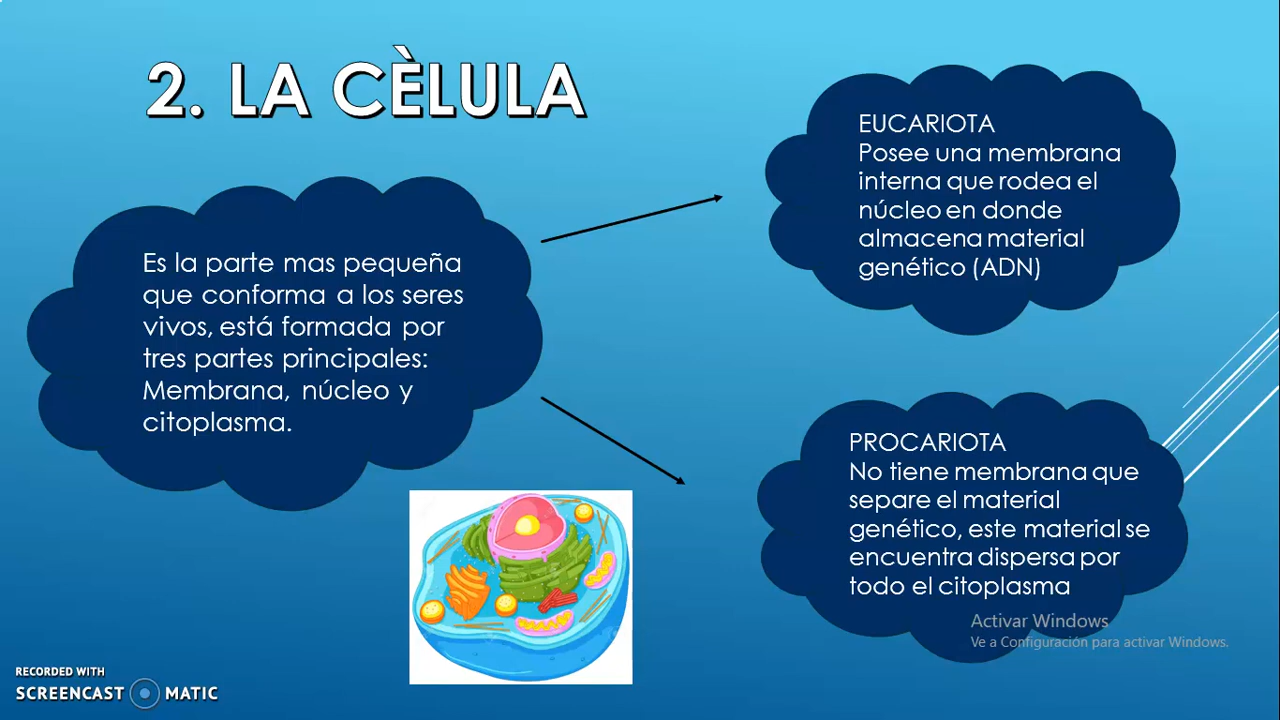 2. LA CÈLULA
Es la parte mas pequeña
que conforma a los seres
vivos, está formada por
tres partes principales:
Membrana, núcleo y
citoplasma.
EUCARIOTA
Posee una membrana
interna que rodea el
núcleo en donde
almacena material
genético (ADN)
PROCARIOTA
No tiene membrana que
separe el material
genético, este material se
encuentra dispersa por
todo el citoplasma
Activar Windows
Ve a Configuración para activar Windows.
RECORDED WITH
SCREENCAST MATIC